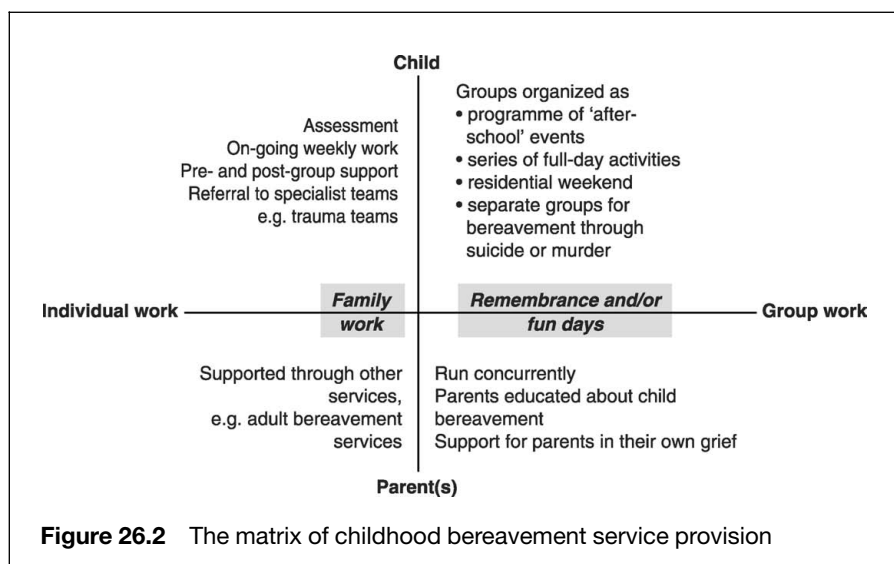 Child
Assessment
On-going weekly work
Pre- and post-group support
Referral to specialist teams
e.g. trauma teams
Groups organized as
• programme of ‘after-
school’ events
• series of full-day activities
• residential weekend
• separate groups for
bereavement through
suicide or murder
Individual work
Family
work
Remembrance and/or
fun days
Group work
Supported through other
services,
e.g. adult bereavement
services
Run concurrently
Parents educated about child
bereavement
Support for parents in their own grief
Parent(s)
Figure 26.2 The matrix of childhood bereavement service provision